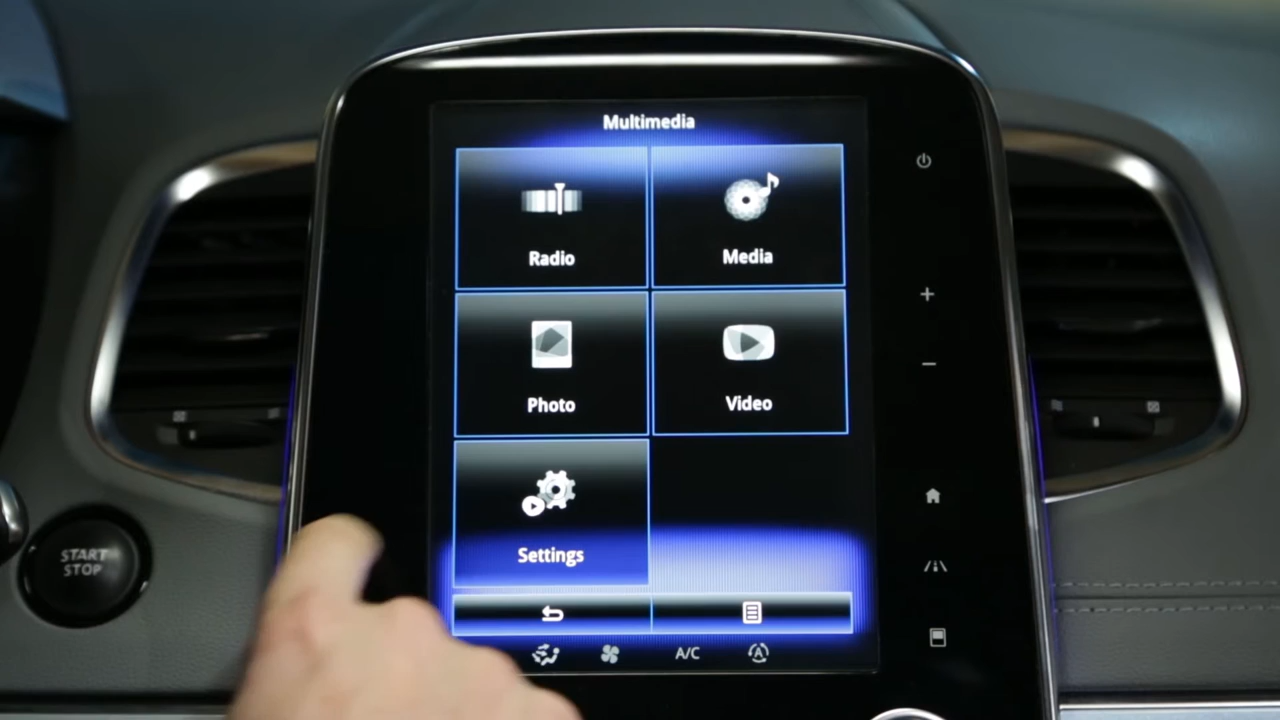 Multimedia
Radio
Media
Photo
Video
Settings
START
STOP
A/C
A